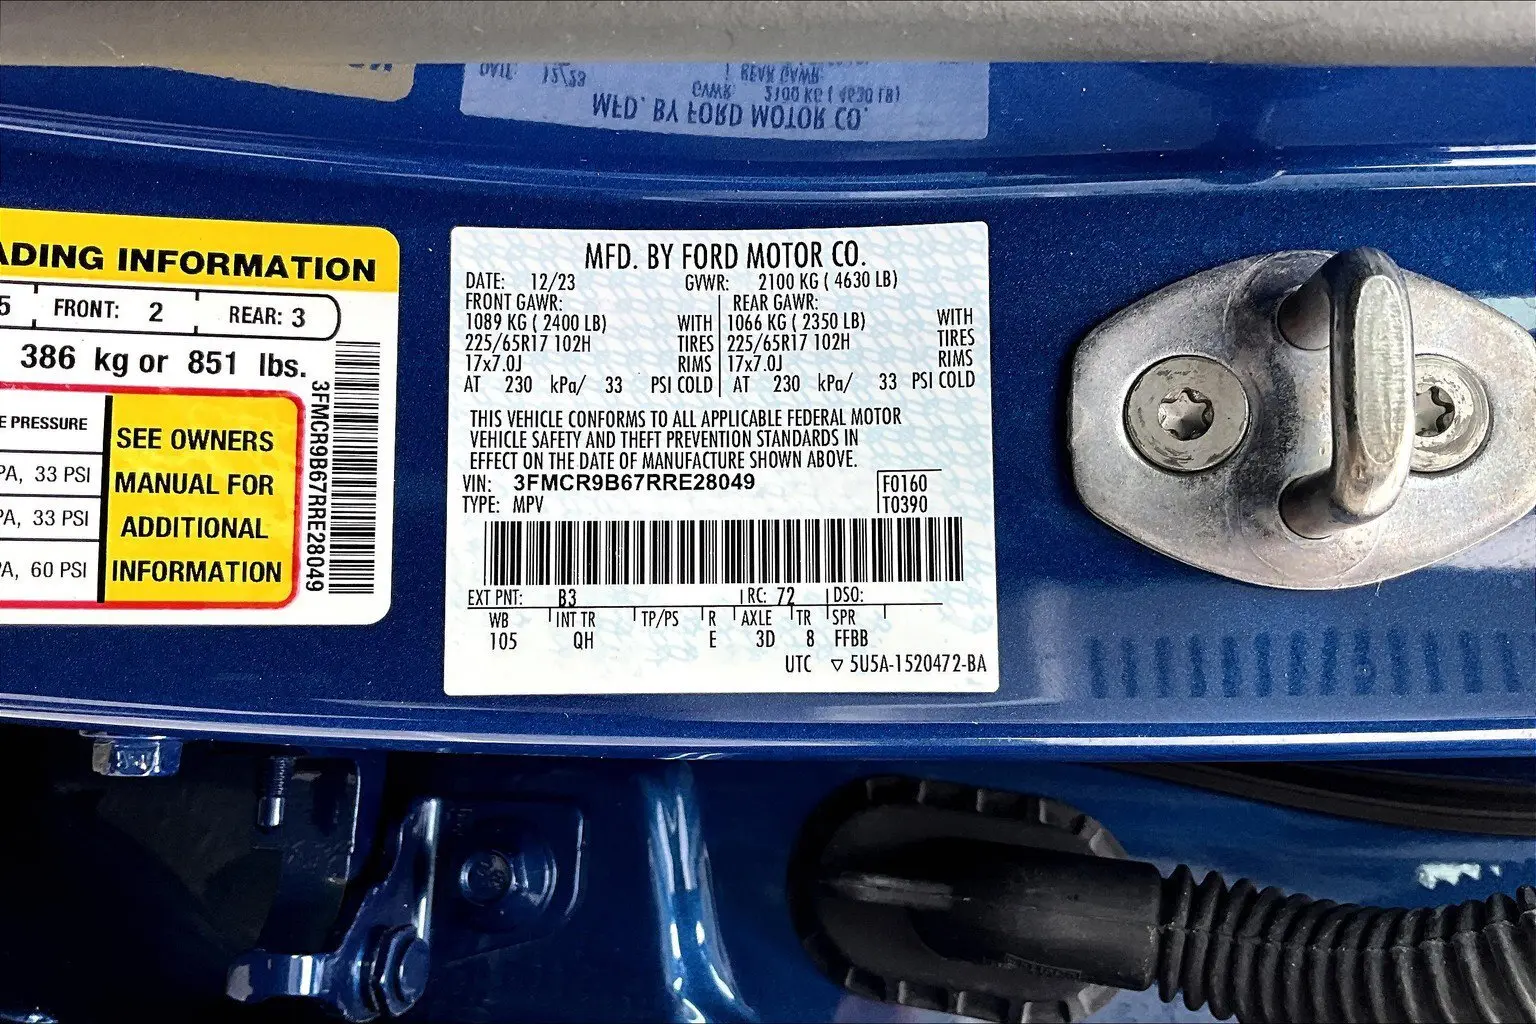 ADING INFORMATION
5 FRONT: 2 REAR: 3
386 kg or 851 lbs.
E PRESSURE
PA, 33 PSI
PA, 33 PSI
PA, 60 PSI
SEE OWNERS
MANUAL FOR
ADDITIONAL
INFORMATION
3FMCR9B67RRE28049
MFD. BY FORD MOTOR CO.
DATE: 12/23 GVWR: 2100 KG ( 4630 LB)
FRONT GAWR: REAR GAWR:
1089 KG ( 2400 LB) WITH 1066 KG ( 2350 LB) WITH
225/65R17 102H TIRES 225/65R17 102H TIRES
17x7.0J RIMS 17x7.0J RIMS
AT 230 kPa/ 33 PSI COLD AT 230 kPa/ 33 PSI COLD
THIS VEHICLE CONFORMS TO ALL APPLICABLE FEDERAL MOTOR
VEHICLE SAFETY AND THEFT PREVENTION STANDARDS IN
EFFECT ON THE DATE OF MANUFACTURE SHOWN ABOVE.
VIN: 3FMCR9B67RRE28049 F0160
TYPE: MPV T0390
EXT PNT: B3 RC: 72 DSO:
WB INT TR TP/PS R AXLE TR SPR
105 QH E 3D 8 FFBB
UTC ▽ 5U5A-1520472-BA